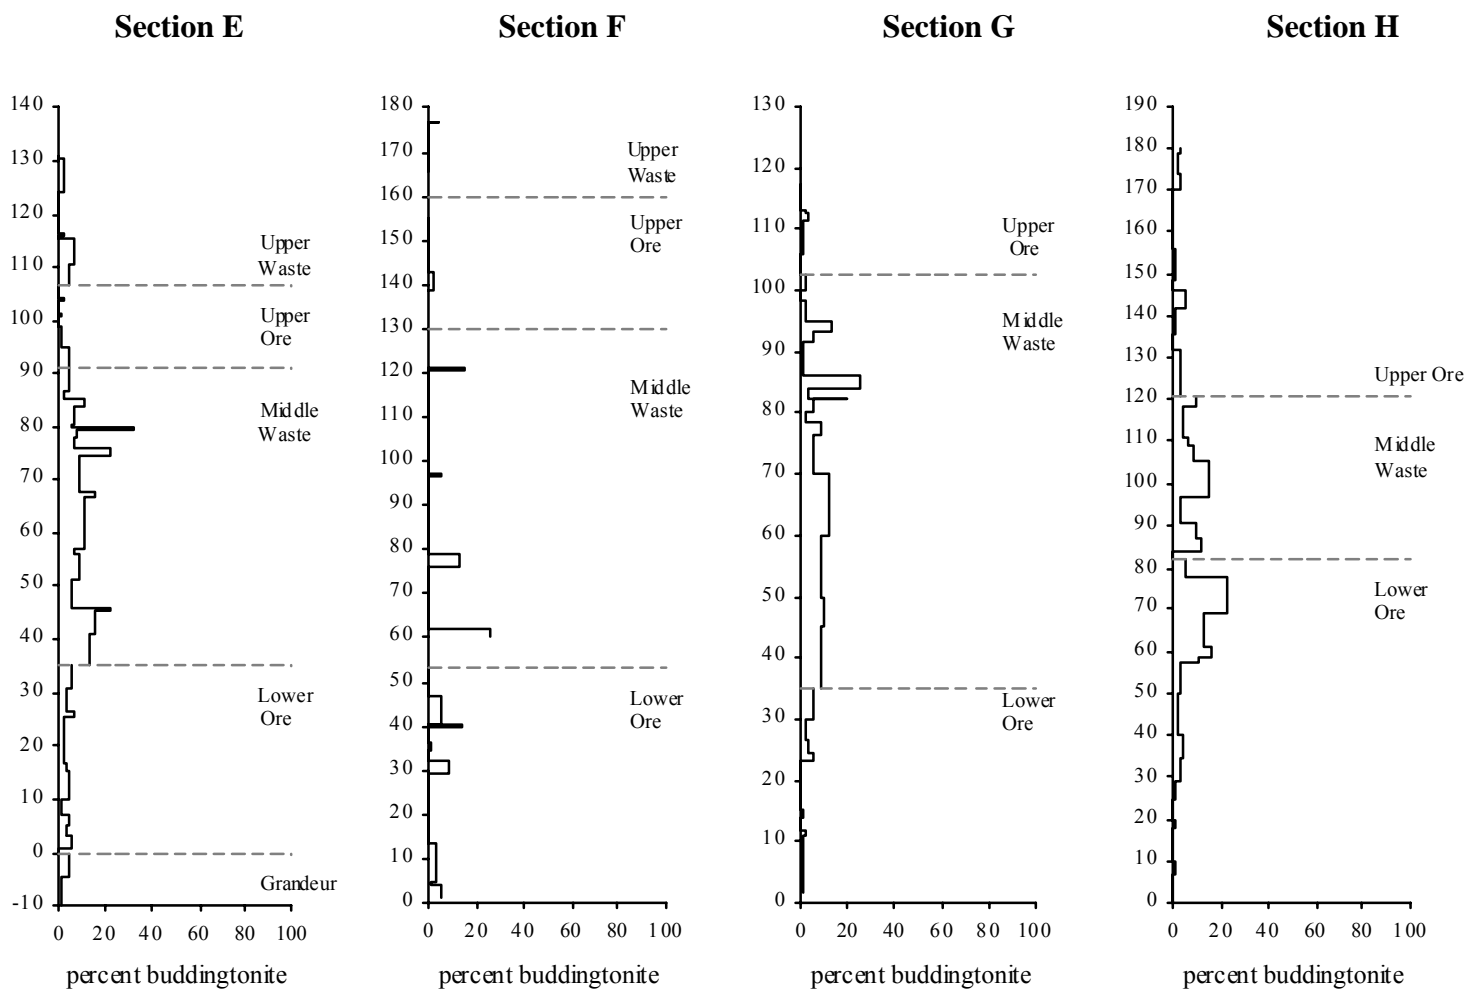 Section E
Section F
Section G
Section H
140
130
120
110
100
90
80
70
60
50
40
30
20
10
0
-10
Upper
Waste
Upper
Ore
Middle
Waste
Lower
Ore
Grandeur
0 20 40 60 80 100
percent buddingtonite
180
170
160
150
140
130
120
110
100
90
80
70
60
50
40
30
20
10
0
Upper
Waste
Upper
Ore
Middle
Waste
Lower
Ore
0 20 40 60 80 100
percent buddingtonite
130
120
110
100
90
80
70
60
50
40
30
20
10
0
Upper
Ore
Middle
Waste
Lower
Ore
0 20 40 60 80 100
percent buddingtonite
190
180
170
160
150
140
130
120
110
100
90
80
70
60
50
40
30
20
10
0
Upper Ore
Middle
Waste
Lower
Ore
0 20 40 60 80 100
percent buddingtonite